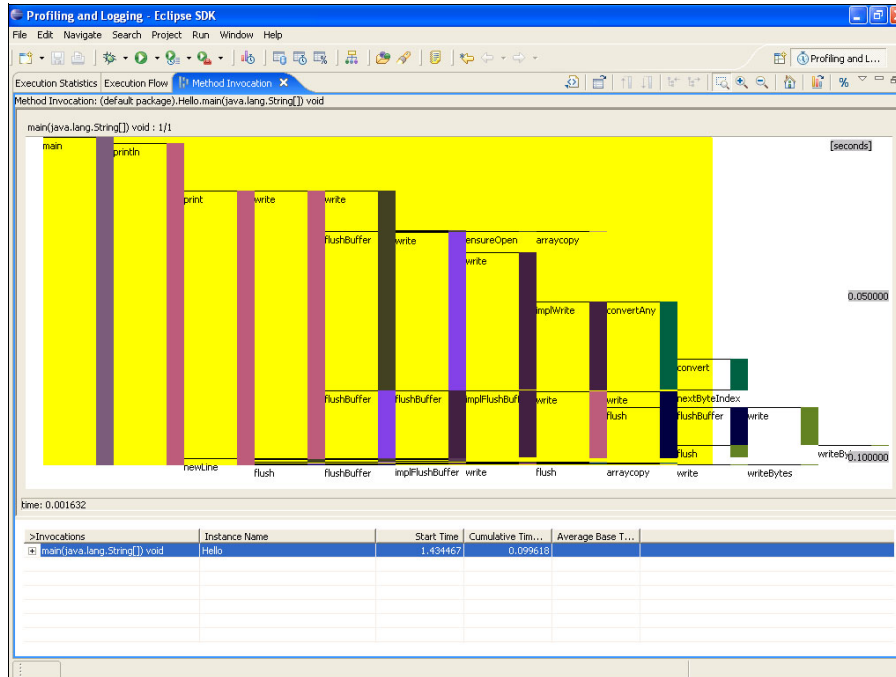 Profiling and Logging - Eclipse SDK
File Edit Navigate Search Project Run Window Help
Profiling and L...
Execution Statistics Execution Flow Method Invocation
Method Invocation: (default package).Hello.main(java.lang.String[]) void
main(java.lang.String[]) void : 1/1
main [seconds]
println
print write write
flushBuffer write ensureOpen arraycopy
write
0.050000
implWrite convertAny
convert
flushBuffer flushBuffer implFlushBuf write write nextByteIndex
flush flushBuffer write
flush writeBy 0.100000
newLine flush flushBuffer implFlushBuffer write flush arraycopy write writeBytes
time: 0.001632
>Invocations Instance Name Start Time Cumulative Tim... Average Base T...
main(java.lang.String[]) void Hello 1.434467 0.099618